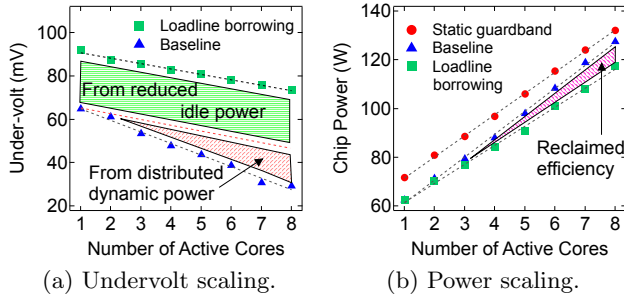 Loadline borrowing
Baseline
100
80
60
40
20
Under-volt (mV)
From reduced
idle power
From distributed
dynamic power
1 2 3 4 5 6 7 8
Number of Active Cores
(a) Undervolt scaling.
Static guardband
Baseline
Loadline
borrowing
140
120
100
80
60
Chip Power (W)
Reclaimed
efficiency
1 2 3 4 5 6 7 8
Number of Active Cores
(b) Power scaling.